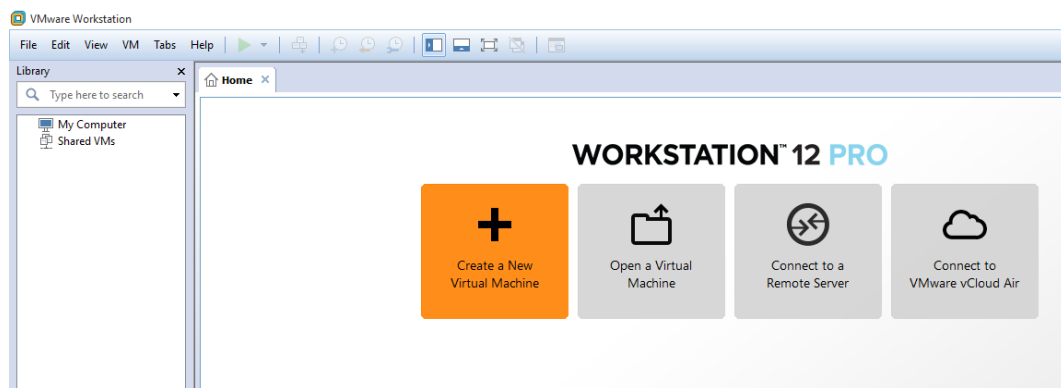 VMware Workstation
File Edit View VM Tabs Help
Library
Home
Type here to search
My Computer
Shared VMs
WORKSTATION™ 12 PRO
Create a New
Virtual Machine
Open a Virtual
Machine
Connect to a
Remote Server
Connect to
VMware vCloud Air